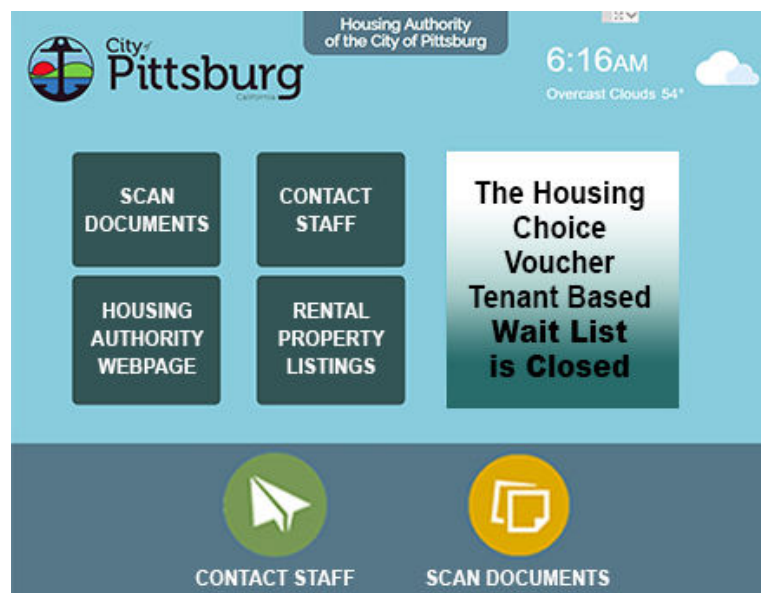 Housing Authority
of the City of Pittsburg
City of
Pittsburg
California
6:16AM
Overcast Clouds 54°
SCAN
DOCUMENTS
CONTACT
STAFF
HOUSING
AUTHORITY
WEBPAGE
RENTAL
PROPERTY
LISTINGS
The Housing
Choice
Voucher
Tenant Based
Wait List
is Closed
CONTACT STAFF
SCAN DOCUMENTS